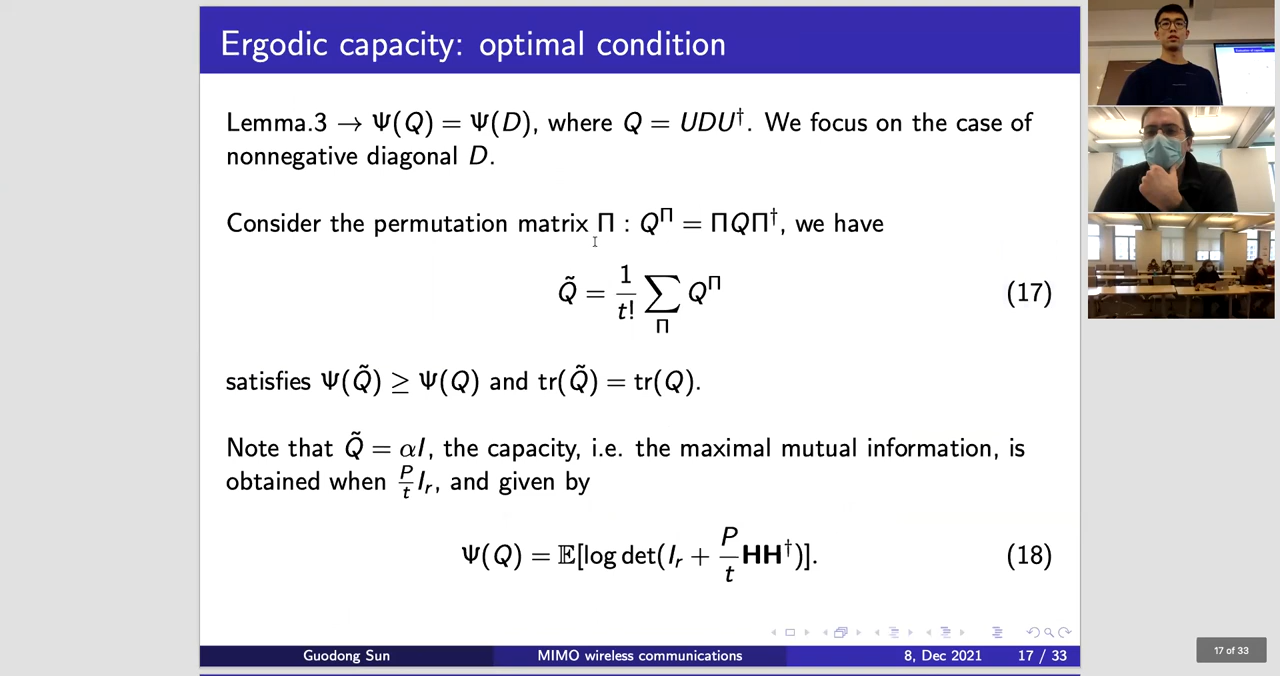 Ergodic capacity: optimal condition
Lemma.3 → Ψ(Q) = Ψ(D), where Q = UDU†. We focus on the case of
nonnegative diagonal D.
Consider the permutation matrix Π : Q^Π = ΠQΠ†, we have
Q̃ = 1/t! ∑_Π Q^Π (17)
satisfies Ψ(Q̃) ≥ Ψ(Q) and tr(Q̃) = tr(Q).
Note that Q̃ = αI, the capacity, i.e. the maximal mutual information, is
obtained when P/t I_r, and given by
Ψ(Q) = 𝔼[log det(I_r + P/t HH†)]. (18)
Guodong Sun MIMO wireless communications 8, Dec 2021 17 / 33
17 of 33